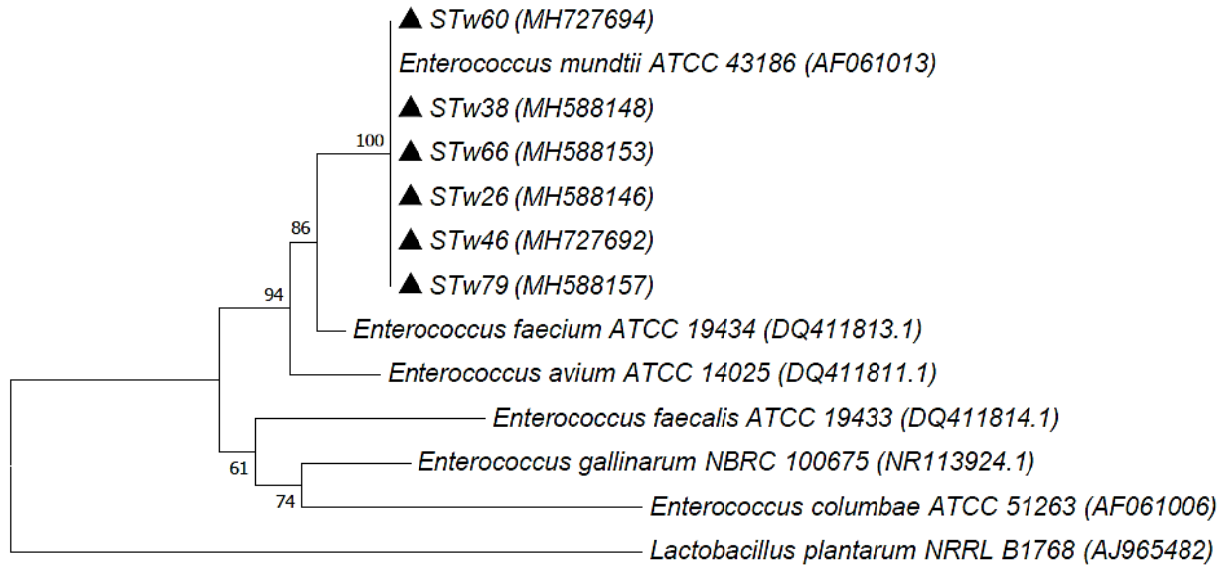 ▲ STw60 (MH727694)
Enterococcus mundtii ATCC 43186 (AF061013)
▲ STw38 (MH588148)
100
▲ STw66 (MH588153)
▲ STw26 (MH588146)
86
▲ STw46 (MH727692)
▲ STw79 (MH588157)
94
Enterococcus faecium ATCC 19434 (DQ411813.1)
Enterococcus avium ATCC 14025 (DQ411811.1)
Enterococcus faecalis ATCC 19433 (DQ411814.1)
61
Enterococcus gallinarum NBRC 100675 (NR113924.1)
74
Enterococcus columbae ATCC 51263 (AF061006)
Lactobacillus plantarum NRRL B1768 (AJ965482)